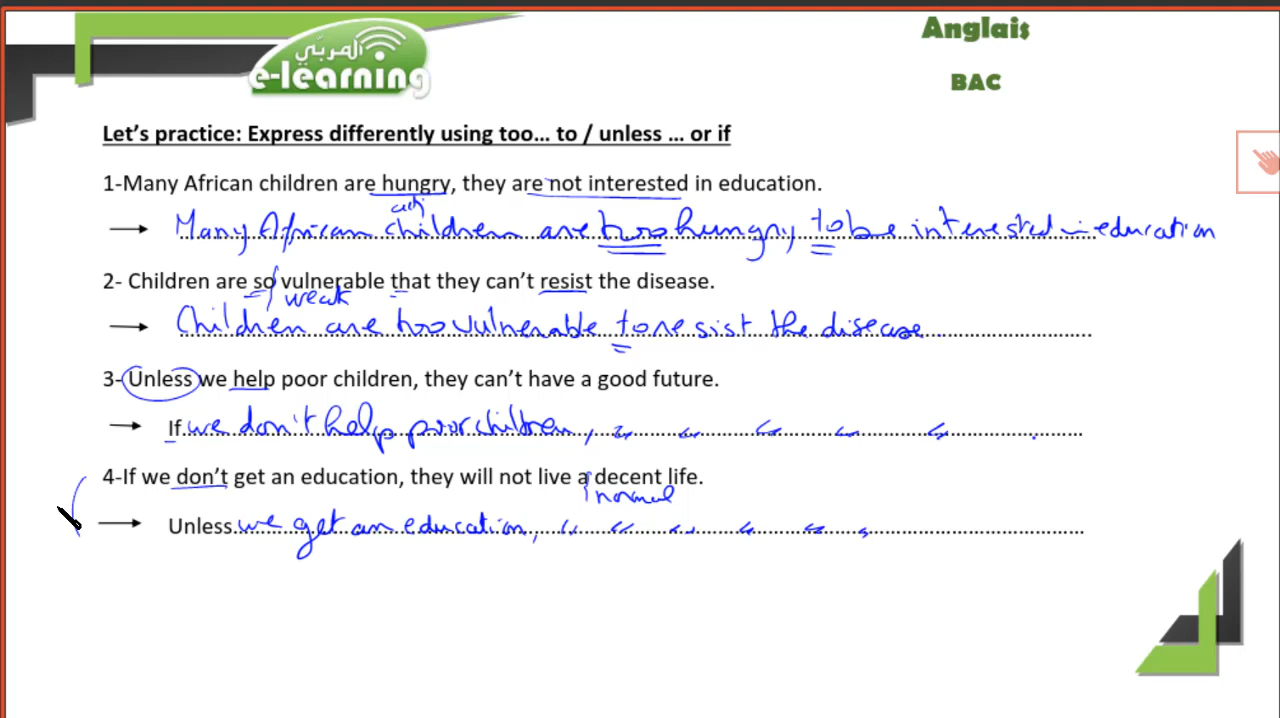 المربّي
e-learning
Anglais
BAC
Let's practice: Express differently using too... to / unless ... or if
1-Many African children are hungry, they are not interested in education.
adj
→ Many African children are too hungry to be interested in education
2- Children are so vulnerable that they can't resist the disease.
weak
→ Children are too vulnerable to resist the disease
3- Unless we help poor children, they can't have a good future.
→ If we don't help poor children, " " " " "
4-If we don't get an education, they will not live a decent life.
normal
→ Unless we get an education, " " " " " "